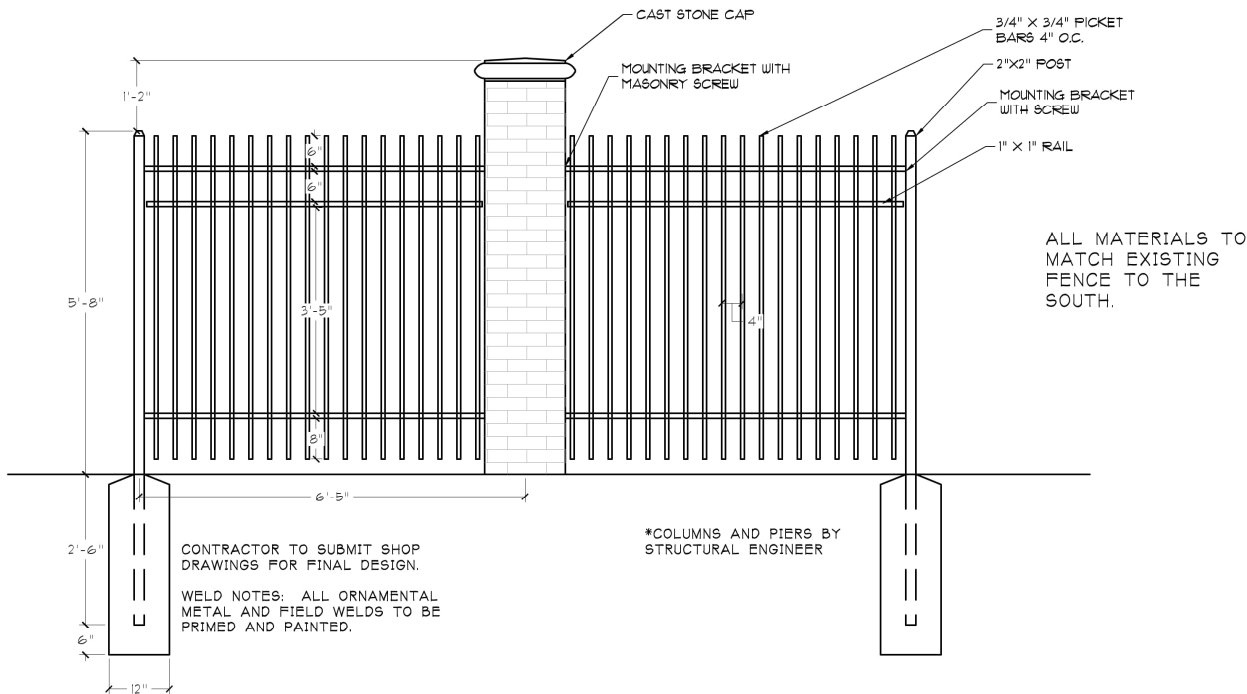 CAST STONE CAP
3/4" X 3/4" PICKET
BARS 4" O.C.
MOUNTING BRACKET WITH
MASONRY SCREW
2"X2" POST
MOUNTING BRACKET
WITH SCREW
1" X 1" RAIL
1'-2"
6"
6"
ALL MATERIALS TO
MATCH EXISTING
FENCE TO THE
SOUTH.
5'-8"
3'-5"
4"
8"
6'-5"
2'-6"
CONTRACTOR TO SUBMIT SHOP
DRAWINGS FOR FINAL DESIGN.
WELD NOTES: ALL ORNAMENTAL
METAL AND FIELD WELDS TO BE
PRIMED AND PAINTED.
*COLUMNS AND PIERS BY
STRUCTURAL ENGINEER
6"
12"